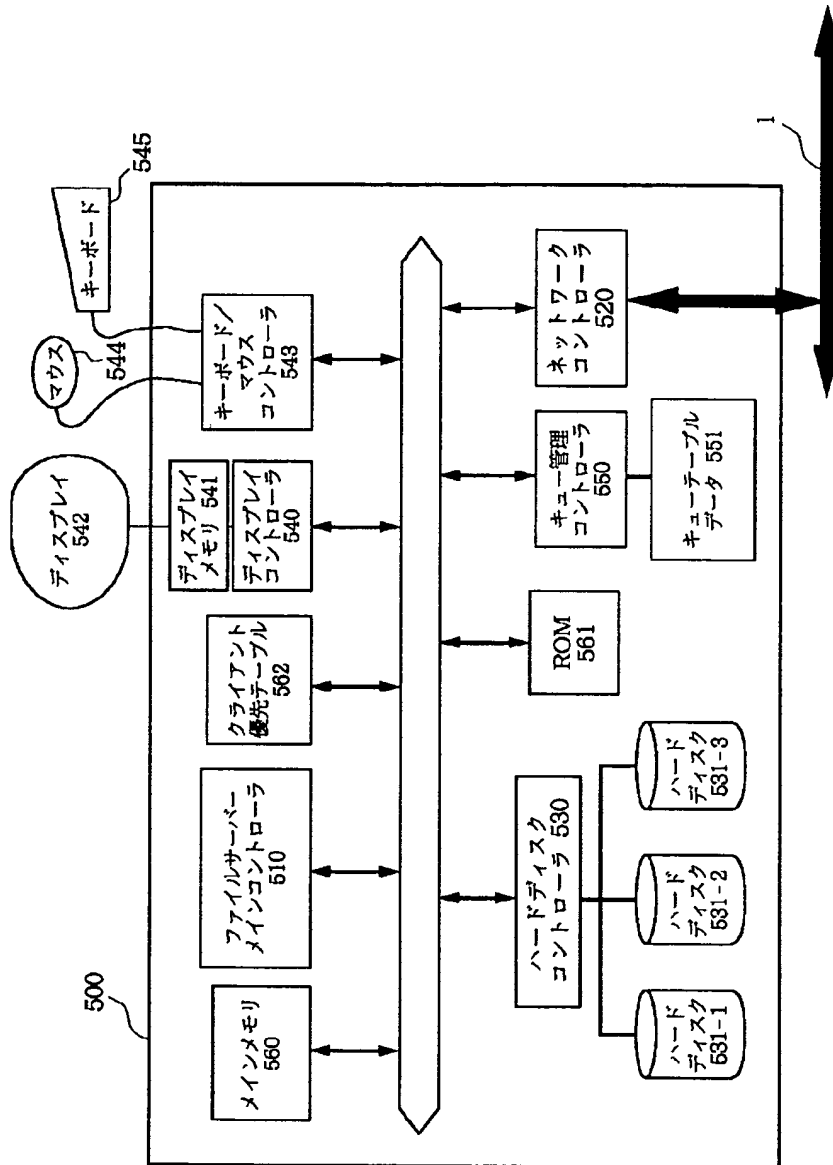 500
メインメモリ
560
ファイルサーバー
メインコントローラ
510
クライアント
優先テーブル
562
ディスプレイ
542
ディスプレイ
メモリ 541
ディスプレイ
コントローラ
540
マウス
544
キーボード
545
キーボード／
マウス
コントローラ
543
ハードディスク
コントローラ 530
ハード
ディスク
531-1
ハード
ディスク
531-2
ハード
ディスク
531-3
ROM
561
キュー管理
コントローラ
550
キューテーブル
データ 551
ネットワーク
コントローラ
520
1